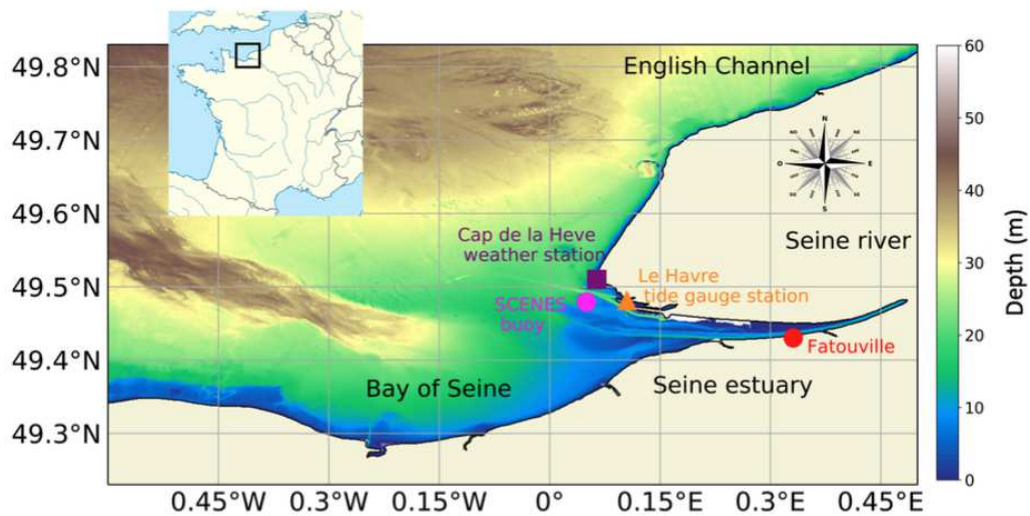 49.8°N
49.7°N
49.6°N
49.5°N
49.4°N
49.3°N
0.45°W
0.3°W
0.15°W
0
0.15°E
0.3°E
0.45°E
English Channel
N
O
E
S
Seine river
Cap de la Heve
weather station
Le Havre
tide gauge station
SCENES
buoy
Fatouville
Bay of Seine
Seine estuary
60
50
40
30
20
10
0
Depth (m)